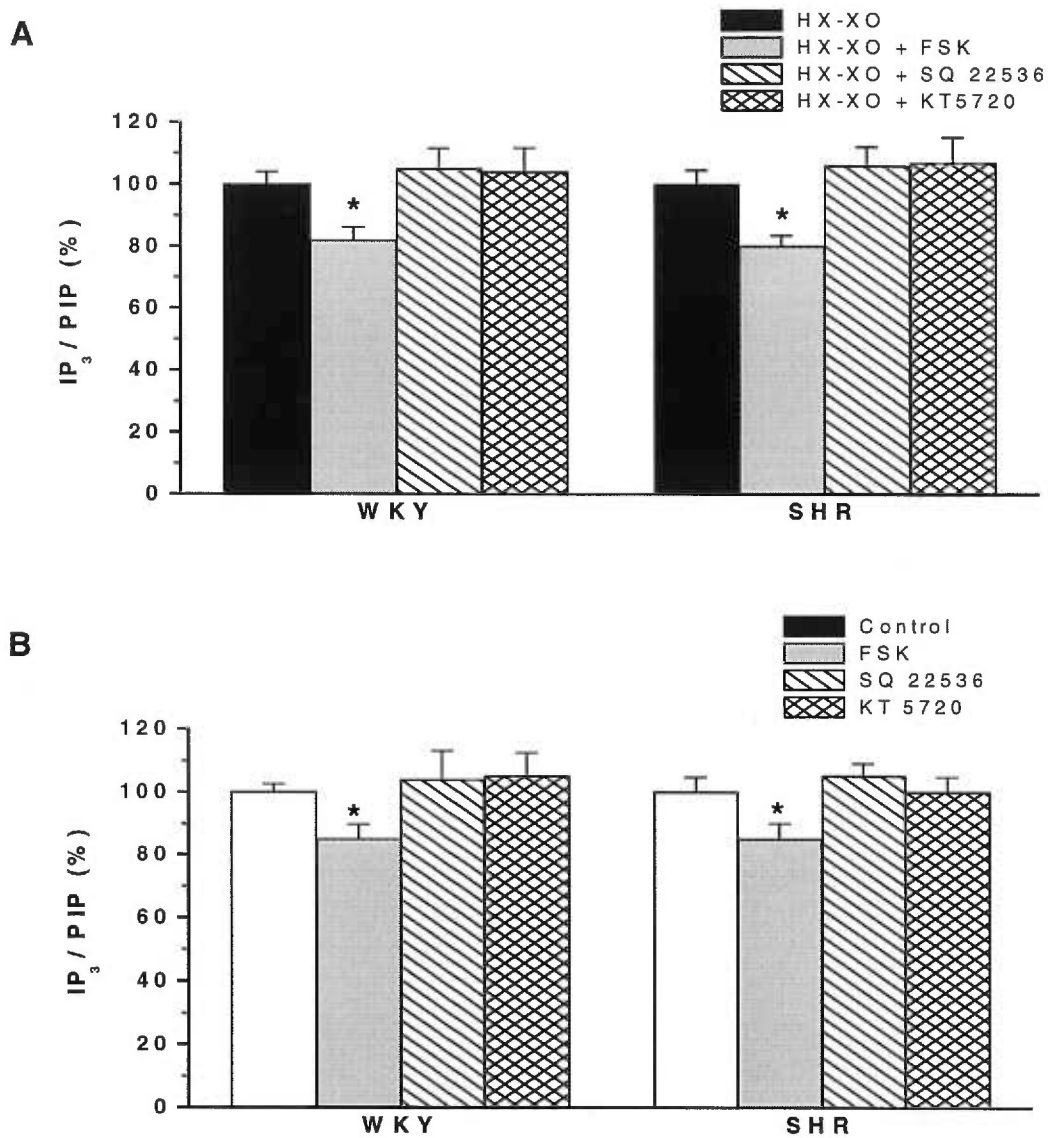 A
HX-XO
HX-XO + FSK
HX-XO + SQ 22536
HX-XO + KT5720
120
100
80
60
40
20
0
IP3 / PIP (%)
*
*
WKY
SHR
B
Control
FSK
SQ 22536
KT 5720
120
100
80
60
40
20
0
IP3 / PIP (%)
*
*
WKY
SHR